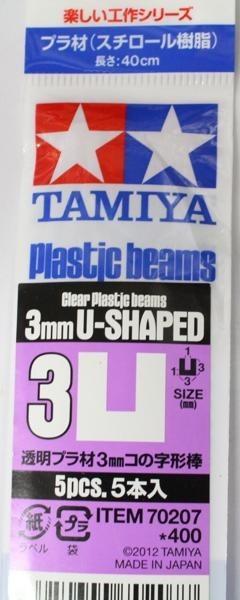 楽しい工作シリーズ
プラ材(スチロール樹脂)
長さ:40cm
TAMIYA
Plastic beams
Clear Plastic beams
3mm U-SHAPED
3
1
1 3
3
SIZE
(mm)
透明プラ材3mmコの字形棒
5pcs. 5本入
紙 プラ ITEM 70207
ラベル 袋 *400
©2012 TAMIYA
MADE IN JAPAN